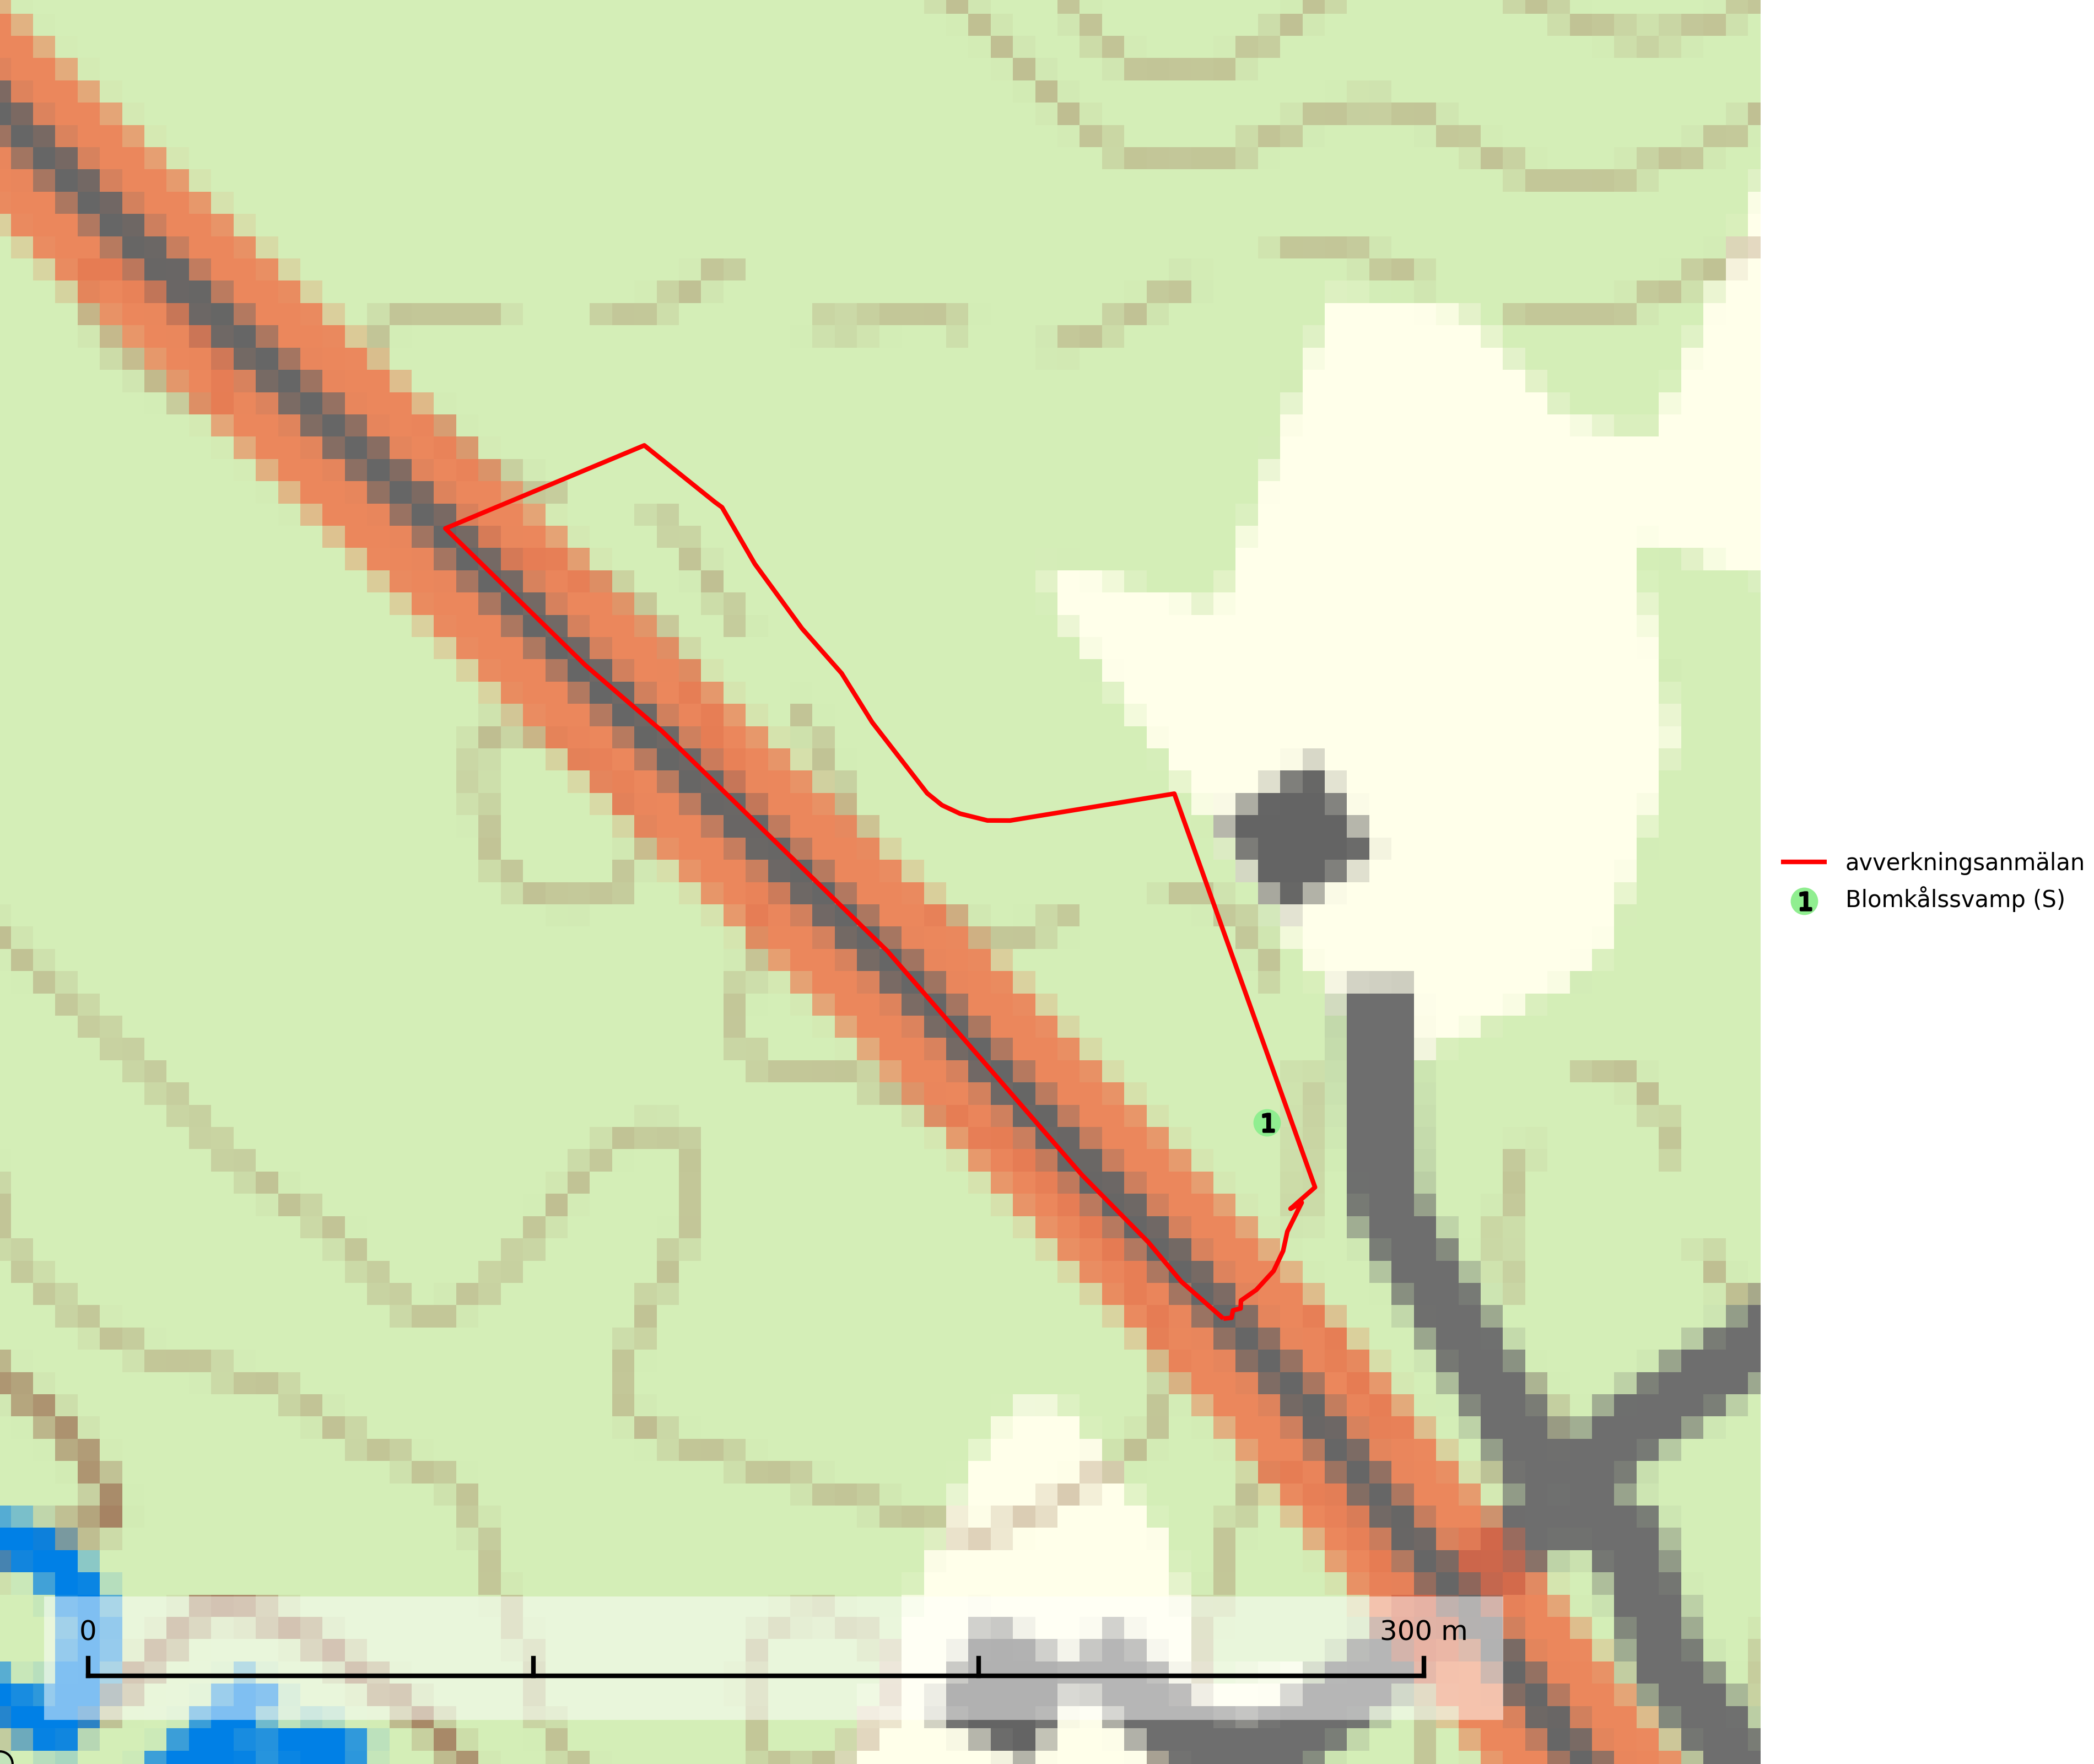 avverkningsanmälan
1 Blomkålssvamp (S)
1
0 300 m